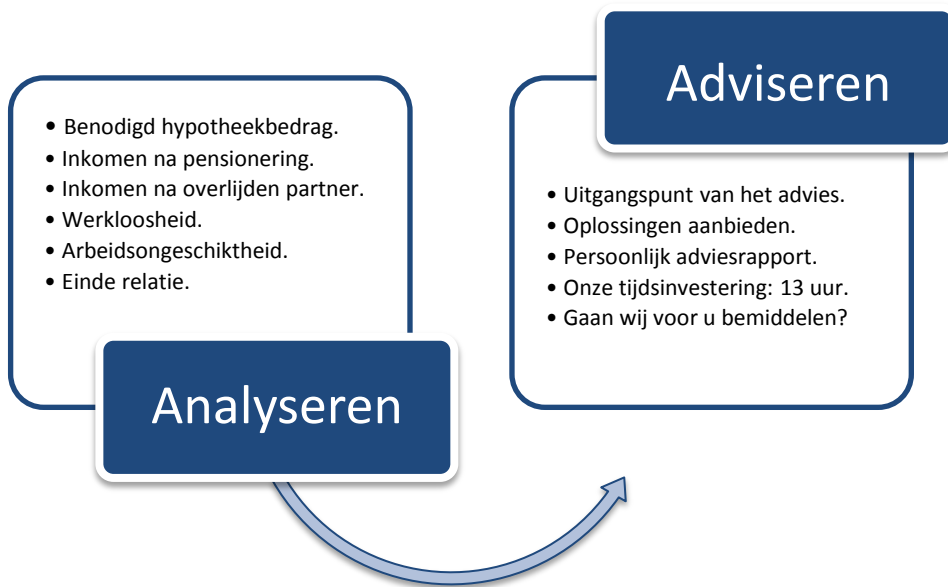 • Benodigd hypotheekbedrag.
• Inkomen na pensionering.
• Inkomen na overlijden partner.
• Werkloosheid.
• Arbeidsongeschiktheid.
• Einde relatie.
Analyseren
Adviseren
• Uitgangspunt van het advies.
• Oplossingen aanbieden.
• Persoonlijk adviesrapport.
• Onze tijdsinvestering: 13 uur.
• Gaan wij voor u bemiddelen?